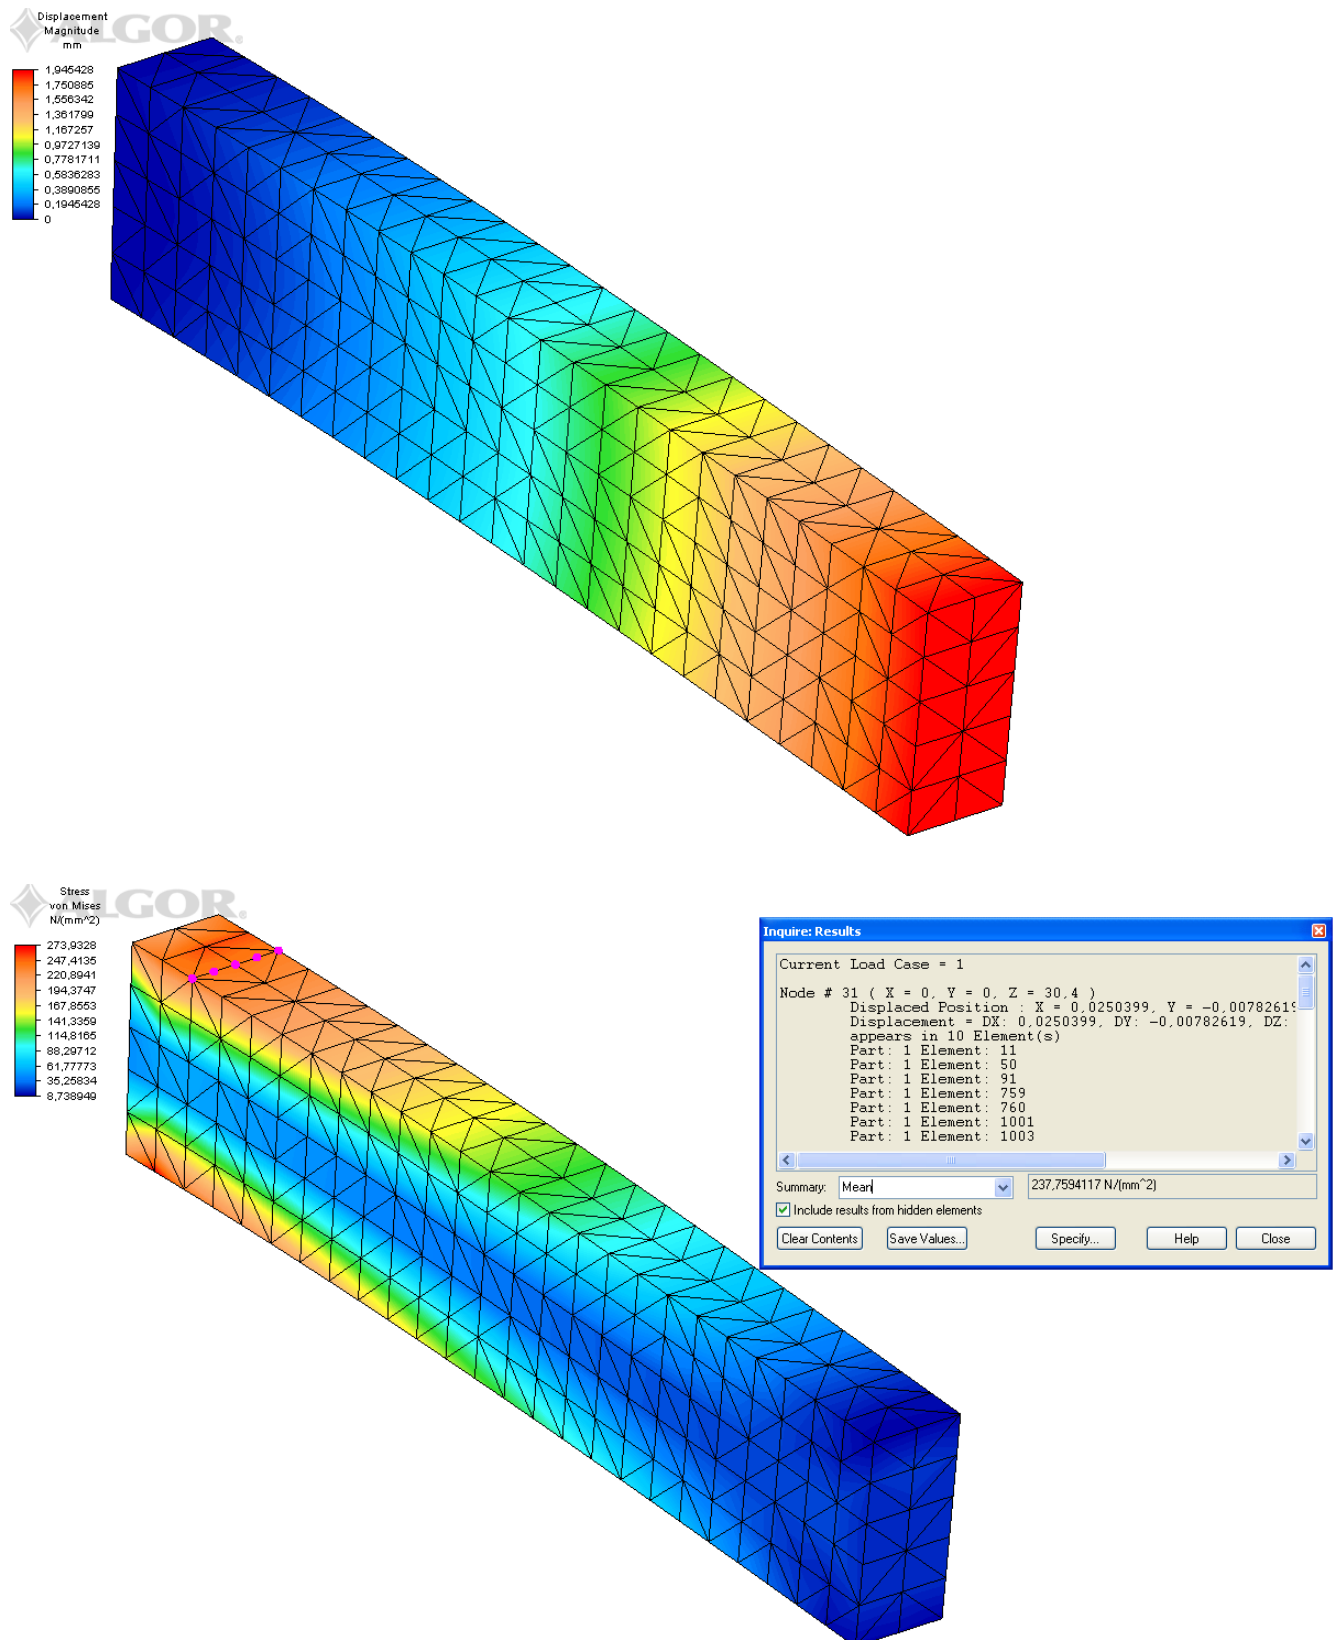 Displacement
Magnitude
mm
ALGOR.
1,945428
1,750885
1,556342
1,361799
1,167257
0,9727139
0,7781711
0,5836283
0,3890855
0,1945428
0
Stress
von Mises
N/(mm^2)
ALGOR.
273,9328
247,4135
220,8941
194,3747
167,8553
141,3359
114,8165
88,29712
61,77773
35,25834
8,738949
Inquire: Results
Current Load Case = 1
Node # 31 ( X = 0, Y = 0, Z = 30,4 )
Displaced Position : X = 0,0250399, Y = -0,00782619
Displacement = DX: 0,0250399, DY: -0,00782619, DZ:
appears in 10 Element(s)
Part: 1 Element: 11
Part: 1 Element: 50
Part: 1 Element: 91
Part: 1 Element: 759
Part: 1 Element: 760
Part: 1 Element: 1001
Part: 1 Element: 1003
Summary: Mean 237,7594117 N/(mm^2)
Include results from hidden elements
Clear Contents Save Values... Specify... Help Close